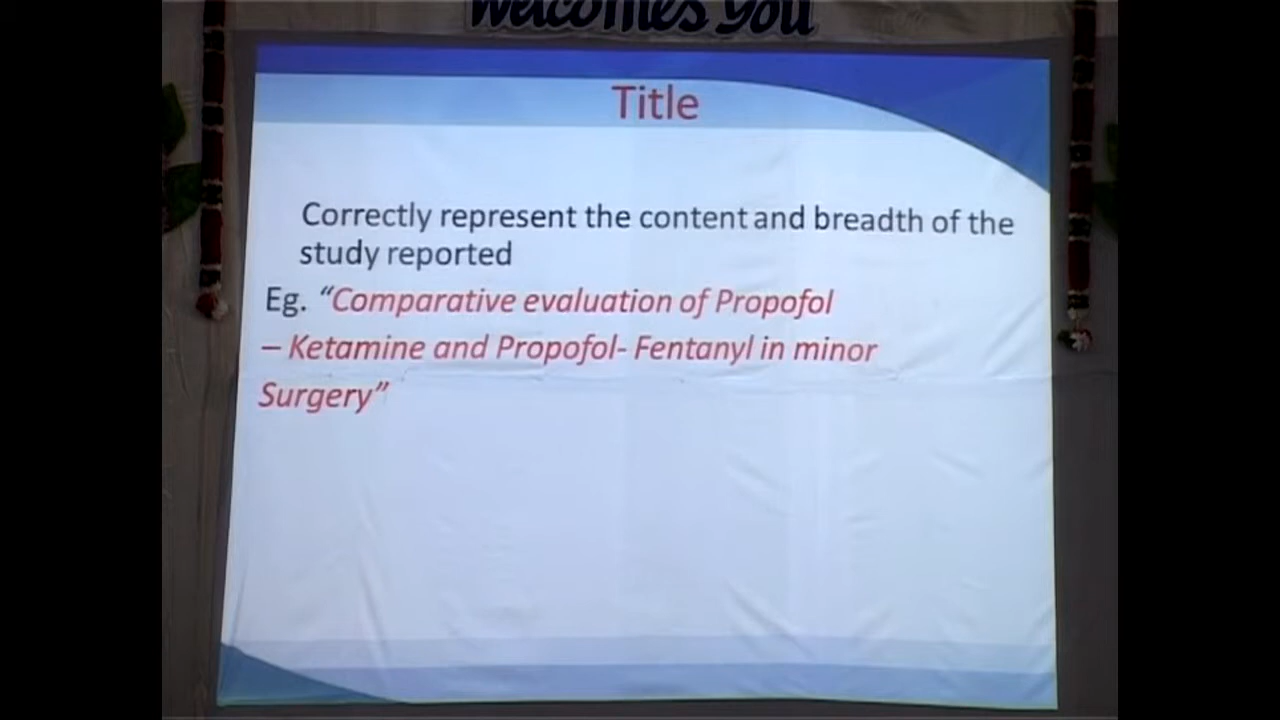 welcomes you
Title
Correctly represent the content and breadth of the
study reported
Eg. “Comparative evaluation of Propofol
– Ketamine and Propofol- Fentanyl in minor
Surgery”